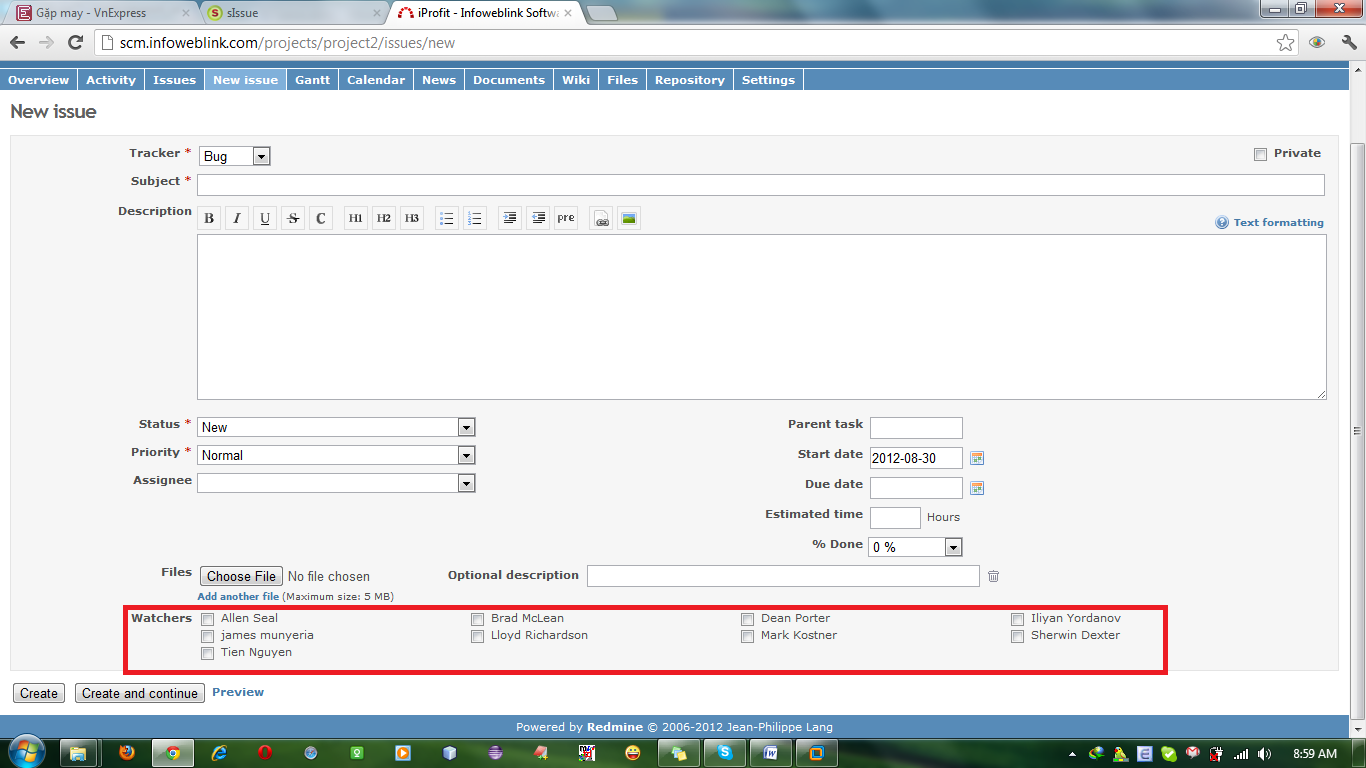 Gặp may - VnExpress
sIssue
iProfit - Infoweblink Softwa
scm.infoweblink.com/projects/project2/issues/new
Overview Activity Issues New issue Gantt Calendar News Documents Wiki Files Repository Settings
New issue
Tracker * Bug Private
Subject *
Description B I U S C H1 H2 H3 pre Text formatting
Status * New Parent task
Priority * Normal Start date 2012-08-30
Assignee Due date
Estimated time Hours
% Done 0 %
Files Choose File No file chosen Optional description
Add another file (Maximum size: 5 MB)
Watchers Allen Seal Brad McLean Dean Porter Iliyan Yordanov
james munyeria Lloyd Richardson Mark Kostner Sherwin Dexter
Tien Nguyen
Create Create and continue Preview
Powered by Redmine © 2006-2012 Jean-Philippe Lang
8:59 AM